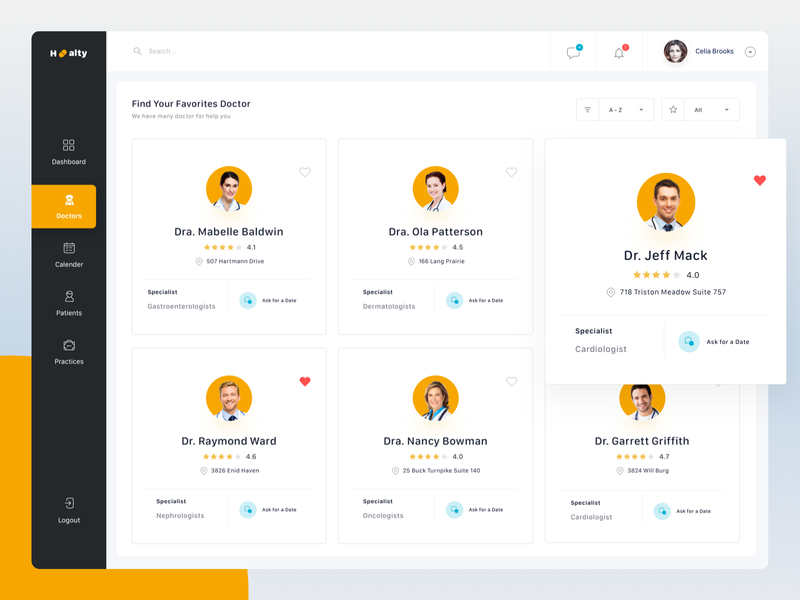 H alty
Search ...
4
1
Celia Brooks
Find Your Favorites Doctor
We have many doctor for help you
A - Z
All
Dashboard
Doctors
Calender
Patients
Practices
Logout
Dra. Mabelle Baldwin
4.1
507 Hartmann Drive
Specialist
Gastroenterologists
Ask for a Date
Dra. Ola Patterson
4.5
166 Lang Prairie
Specialist
Dermatologists
Ask for a Date
Dr. Jeff Mack
4.0
718 Triston Meadow Suite 757
Specialist
Cardiologist
Ask for a Date
Dr. Raymond Ward
4.6
3826 Enid Haven
Specialist
Nephrologists
Ask for a Date
Dra. Nancy Bowman
4.0
25 Buck Turnpike Suite 140
Specialist
Oncologists
Ask for a Date
Dr. Garrett Griffith
4.7
3824 Will Burg
Specialist
Cardiologist
Ask for a Date